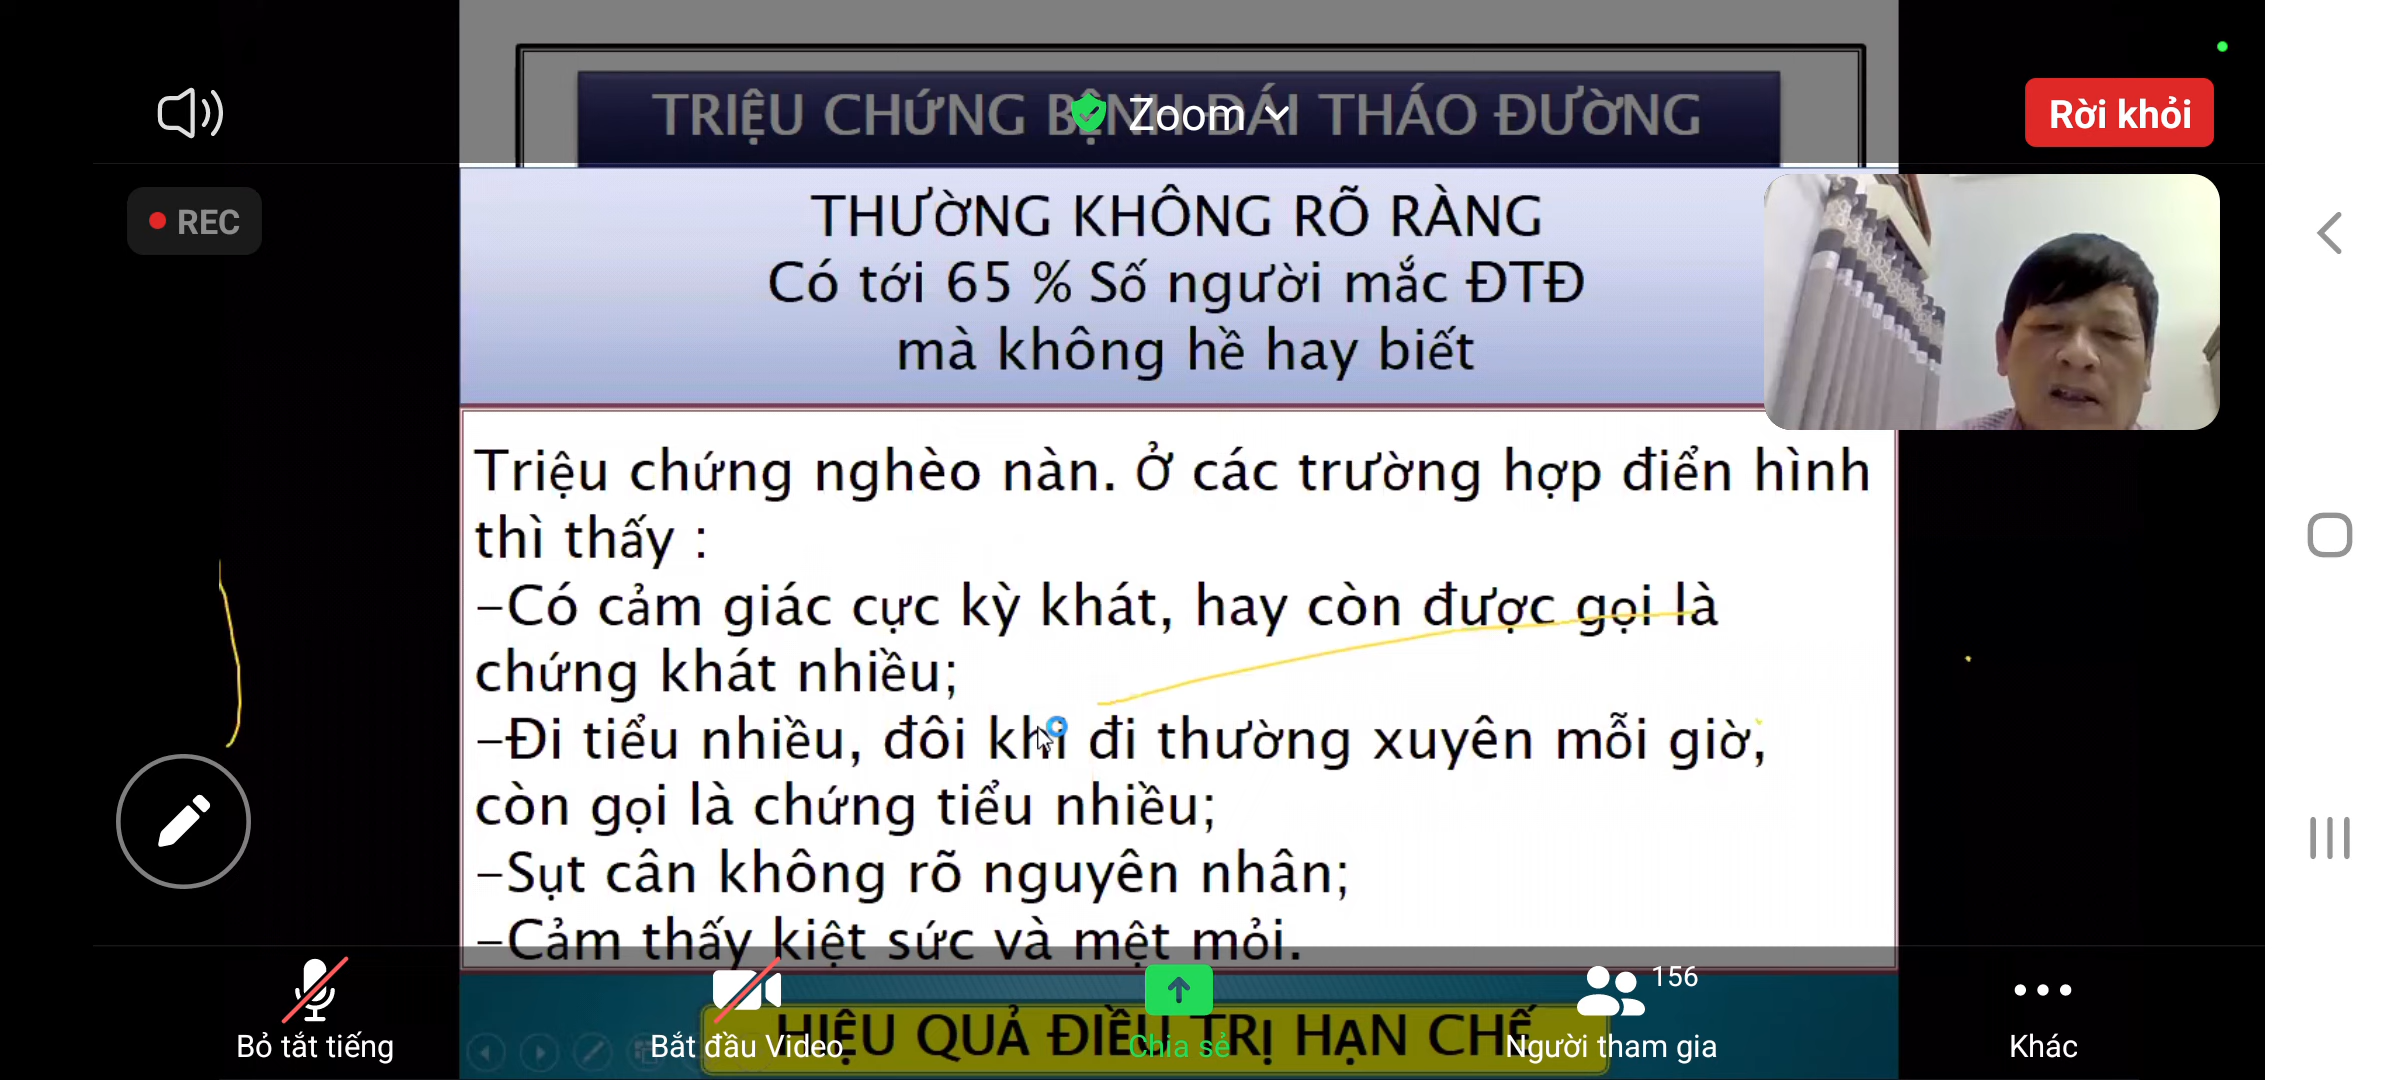 TRIỆU CHỨNG BỆNH ĐÁI THÁO ĐƯỜNG
Zoom
Rời khỏi
REC
THƯỜNG KHÔNG RÕ RÀNG
Có tới 65 % Số người mắc ĐTĐ
mà không hề hay biết
Triệu chứng nghèo nàn. Ở các trường hợp điển hình
thì thấy :
-Có cảm giác cực kỳ khát, hay còn được gọi là
chứng khát nhiều;
-Đi tiểu nhiều, đôi khi đi thường xuyên mỗi giờ,
còn gọi là chứng tiểu nhiều;
-Sụt cân không rõ nguyên nhân;
-Cảm thấy kiệt sức và mệt mỏi.
HIỆU QUẢ ĐIỀU TRỊ HẠN CHẾ
156
Bỏ tắt tiếng
Bắt đầu Video
Chia sẻ
Người tham gia
Khác